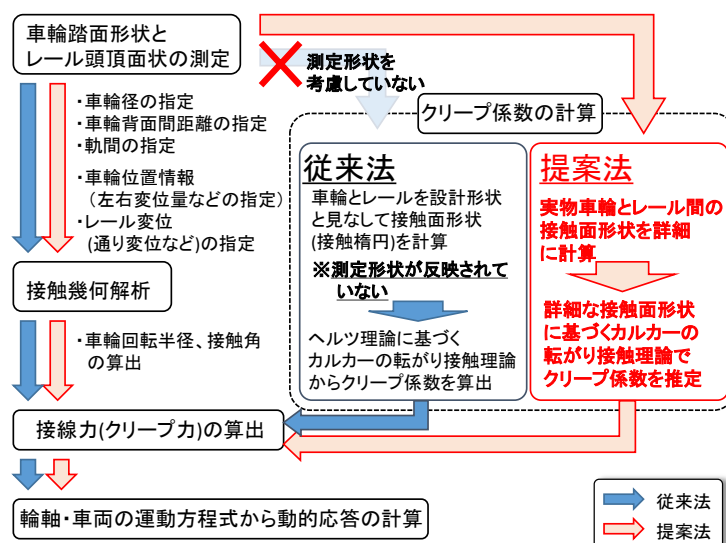 車輪踏面形状と
レール頭頂面状の測定
測定形状を
考慮していない
・車輪径の指定
・車輪背面間距離の指定
・軌間の指定
・車輪位置情報
（左右変位量などの指定）
・レール変位
(通り変位など)の指定
クリープ係数の計算
従来法
車輪とレールを設計形状
と見なして接触面形状
(接触楕円)を計算
※測定形状が反映されて
いない
ヘルツ理論に基づく
カルカーの転がり接触理論
からクリープ係数を算出
提案法
実物車輪とレール間の
接触面形状を詳細
に計算
詳細な接触面形状
に基づくカルカーの
転がり接触理論で
クリープ係数を推定
接触幾何解析
・車輪回転半径、接触角
の算出
接線力(クリープ力)の算出
輪軸・車両の運動方程式から動的応答の計算
従来法
提案法